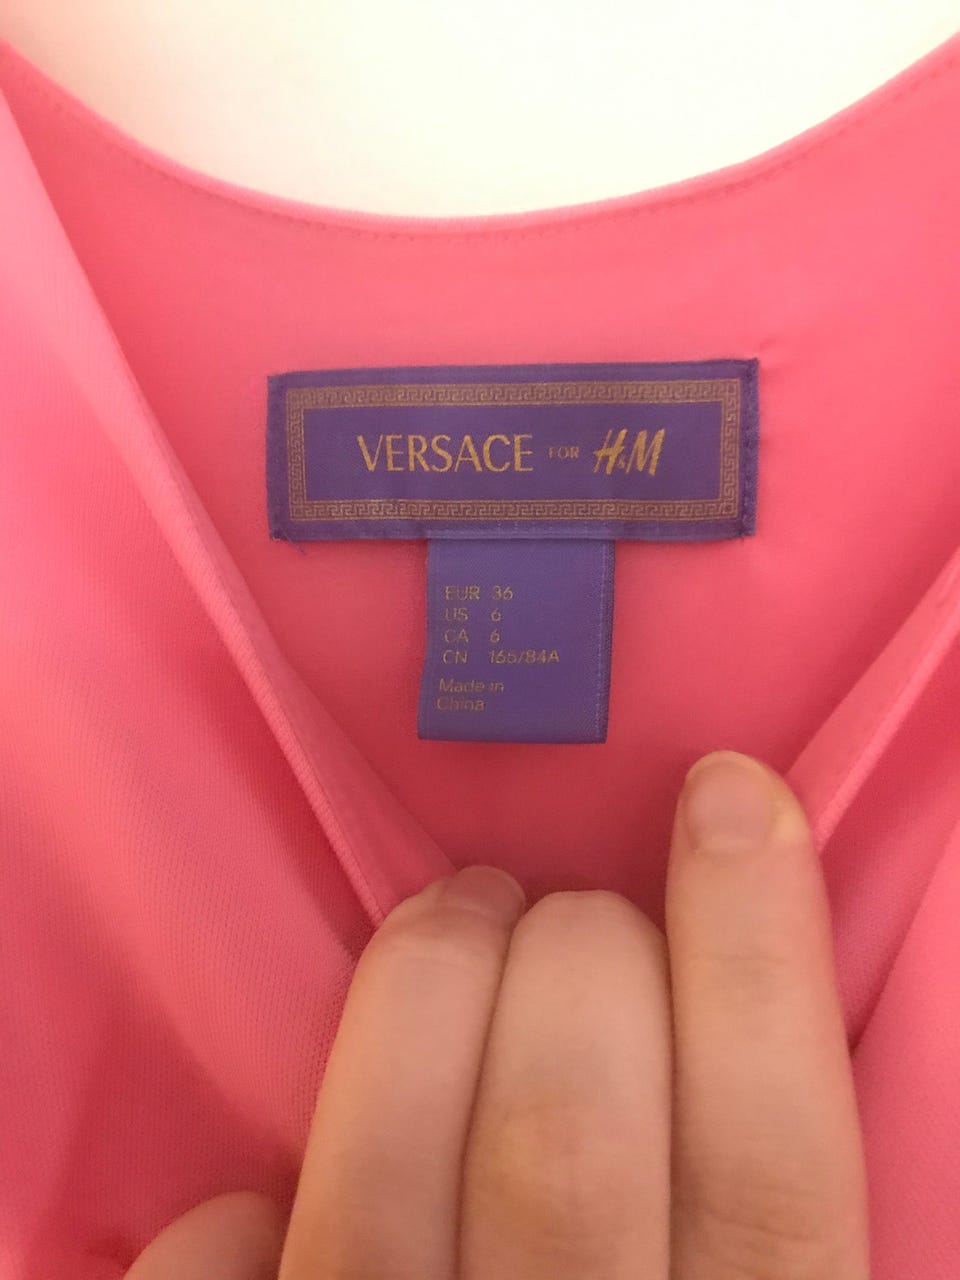 VERSACE FOR H&M
EUR 36
US 6
CA 6
CN 165/84A
Made in
China